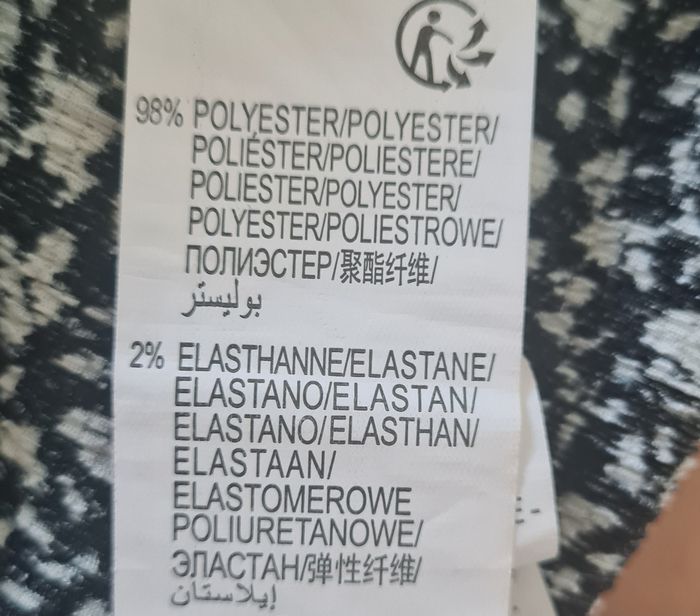 98% POLYESTER/POLYESTER/
POLIÉSTER/POLIESTERE/
POLIESTER/POLYESTER/
POLYESTER/POLIESTROWE/
ПОЛИЭСТЕР/聚酯纤维/
بوليستر
2% ELASTHANNE/ELASTANE/
ELASTANO/ELASTAN/
ELASTANO/ELASTHAN/
ELASTAAN/
ELASTOMEROWE
POLIURETANOWE/
ЭЛАСТАН/弹性纤维/
إيلاستان